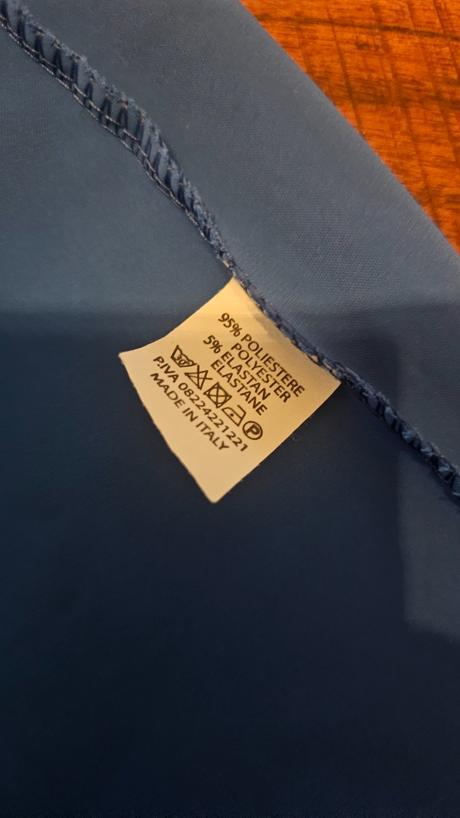 95% POLIESTERE
POLYESTER
5% ELASTAN
ELASTANE
P
P.IVA 08224221221
MADE IN ITALY